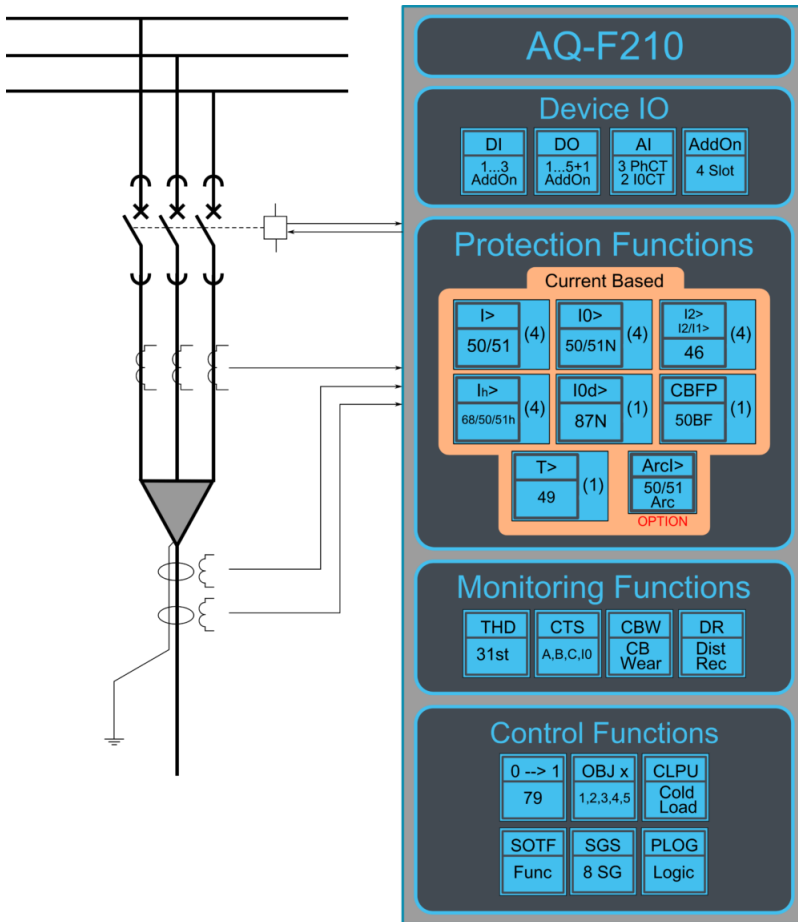 AQ-F210
Device IO
DI
1...3
AddOn
DO
1...5+1
AddOn
AI
3 PhCT
2 I0CT
AddOn
4 Slot
Protection Functions
Current Based
I>
50/51
(4)
I0>
50/51N
(4)
I2>
I2/I1>
46
(4)
Ih>
68/50/51h
(4)
I0d>
87N
(1)
CBFP
50BF
(1)
T>
49
(1)
ArcI>
50/51
Arc
OPTION
Monitoring Functions
THD
31st
CTS
A,B,C,I0
CBW
CB
Wear
DR
Dist
Rec
Control Functions
0 --> 1
79
OBJ x
1,2,3,4,5
CLPU
Cold
Load
SOTF
Func
SGS
8 SG
PLOG
Logic